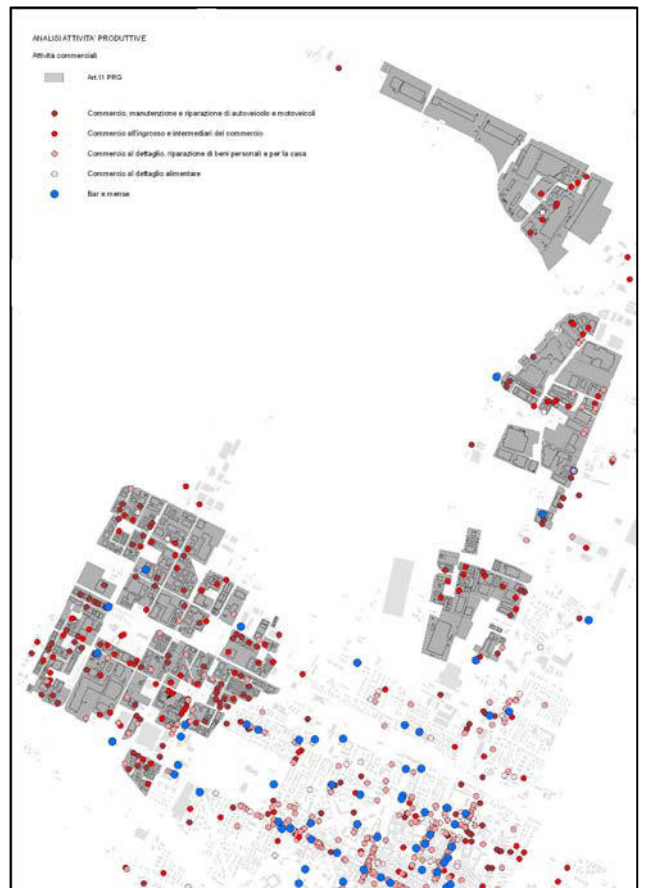 ANALISI ATTIVITA' PRODUTTIVE
Attività commerciali
Art.11 PRG
Commercio, manutenzione e riparazione di autoveicolo e motoveicoli
Commercio all'ingrosso e intermediari del commercio
Commercio al dettaglio, riparazione di beni personali e per la casa
Commercio al dettaglio alimentare
Bar e mense